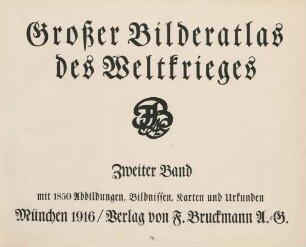 Großer Bilderatlas
des Weltkrieges
Zweiter Band
mit 1850 Abbildungen, Bildnissen, Karten und Urkunden
München 1916 / Verlag von F. Bruckmann A.-G.